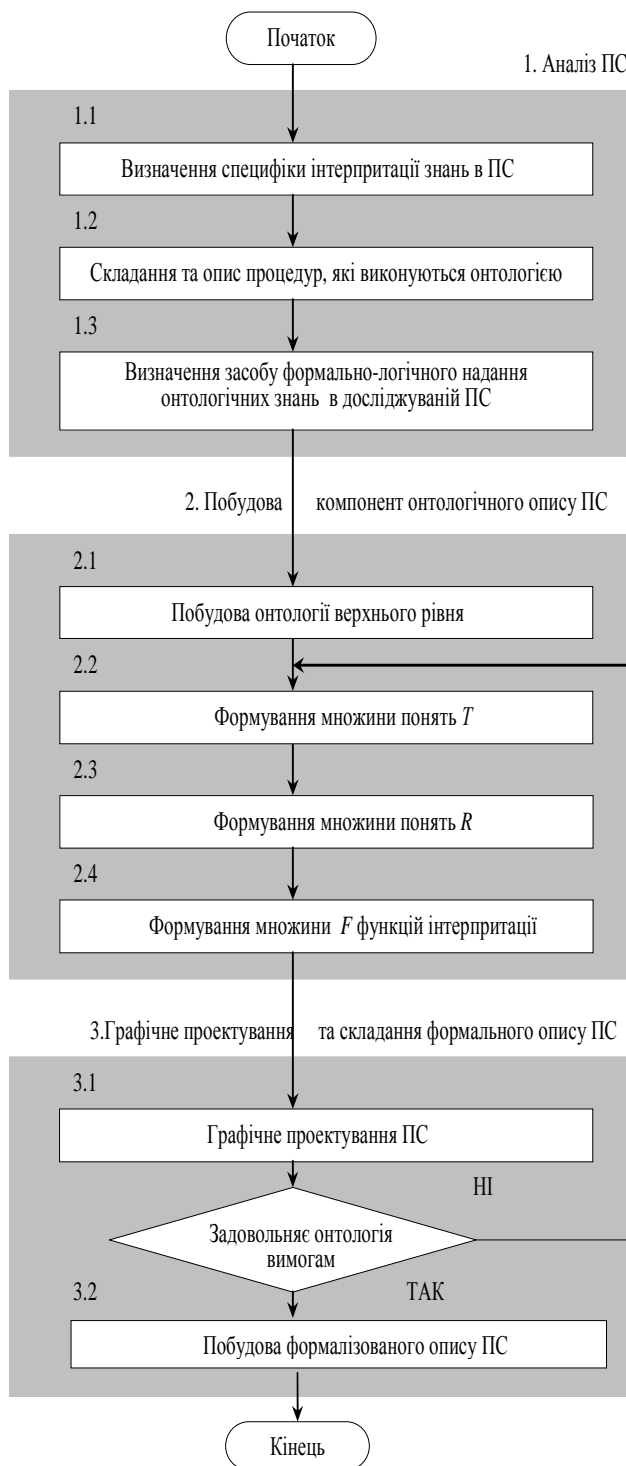 Початок
1. Аналіз ПС
1.1
Визначення специфіки інтерпритації знань в ПС
1.2
Складання та опис процедур, які виконуються онтологією
1.3
Визначення засобу формально-логічного надання
онтологічних знань в досліджуваній ПС
2. Побудова компонент онтологічного опису ПС
2.1
Побудова онтології верхнього рівня
2.2
Формування множини понять T
2.3
Формування множини понять R
2.4
Формування множини F функцій інтерпритації
3.Графічне проектування та складання формального опису ПС
3.1
Графічне проектування ПС
НІ
Задовольняє онтологія
вимогам
ТАК
3.2
Побудова формалізованого опису ПС
Кінець